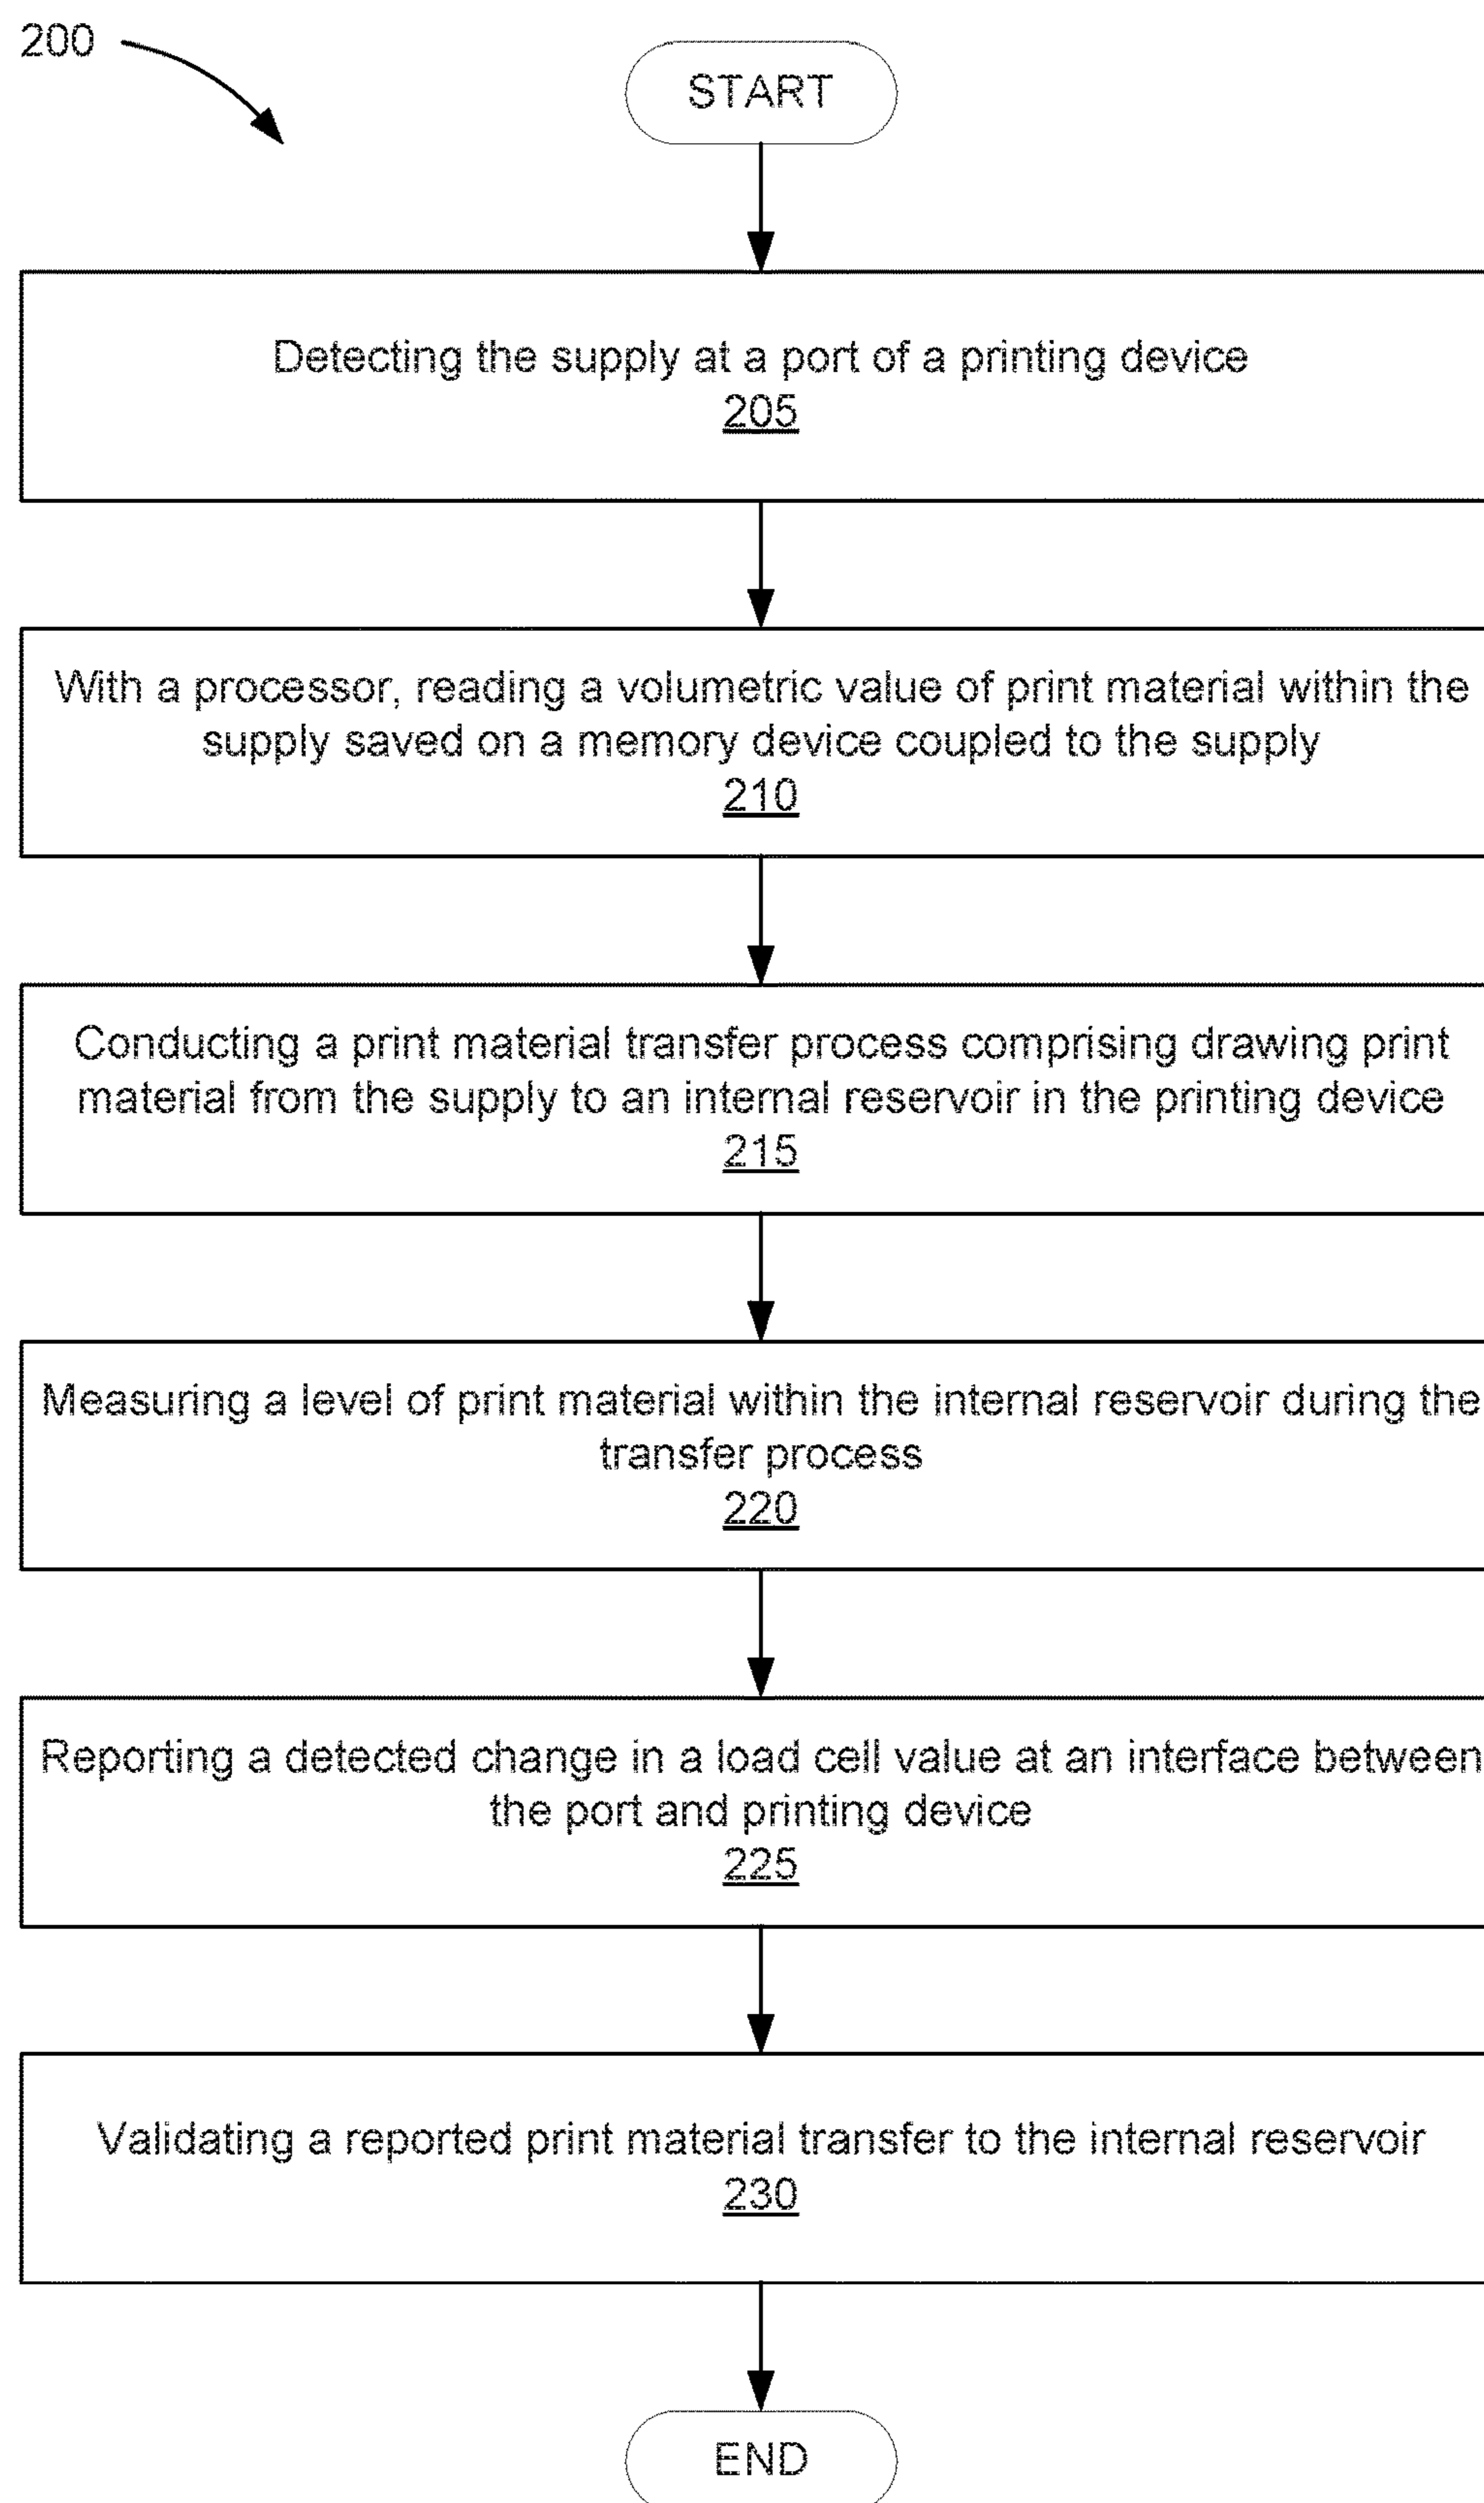 200
START
Detecting the supply at a port of a printing device
205
With a processor, reading a volumetric value of print material within the
supply saved on a memory device coupled to the supply
210
Conducting a print material transfer process comprising drawing print
material from the supply to an internal reservoir in the printing device
215
Measuring a level of print material within the internal reservoir during the
transfer process
220
Reporting a detected change in a load cell value at an interface between
the port and printing device
225
Validating a reported print material transfer to the internal reservoir
230
END